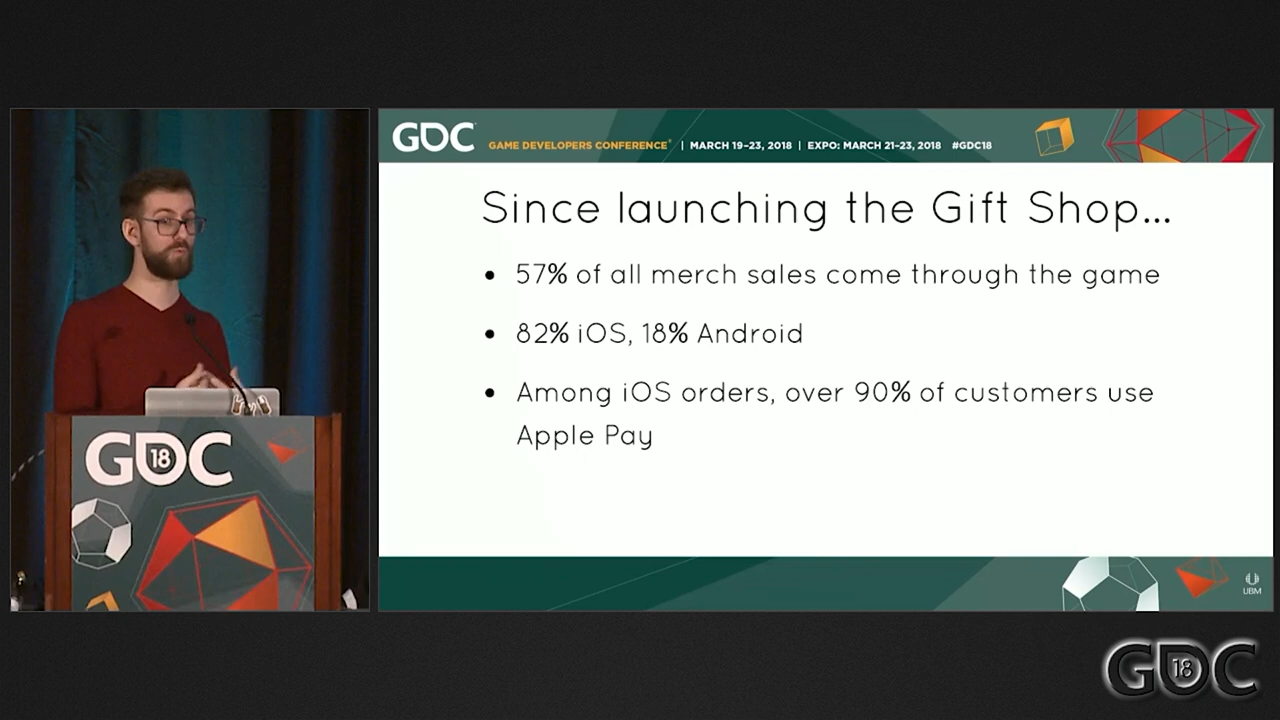 GDC
GAME DEVELOPERS CONFERENCE® | MARCH 19–23, 2018 | EXPO: MARCH 21–23, 2018 #GDC18
Since launching the Gift Shop...
• 57% of all merch sales come through the game
• 82% iOS, 18% Android
• Among iOS orders, over 90% of customers use
Apple Pay
GDC
18
UBM
GDC
18